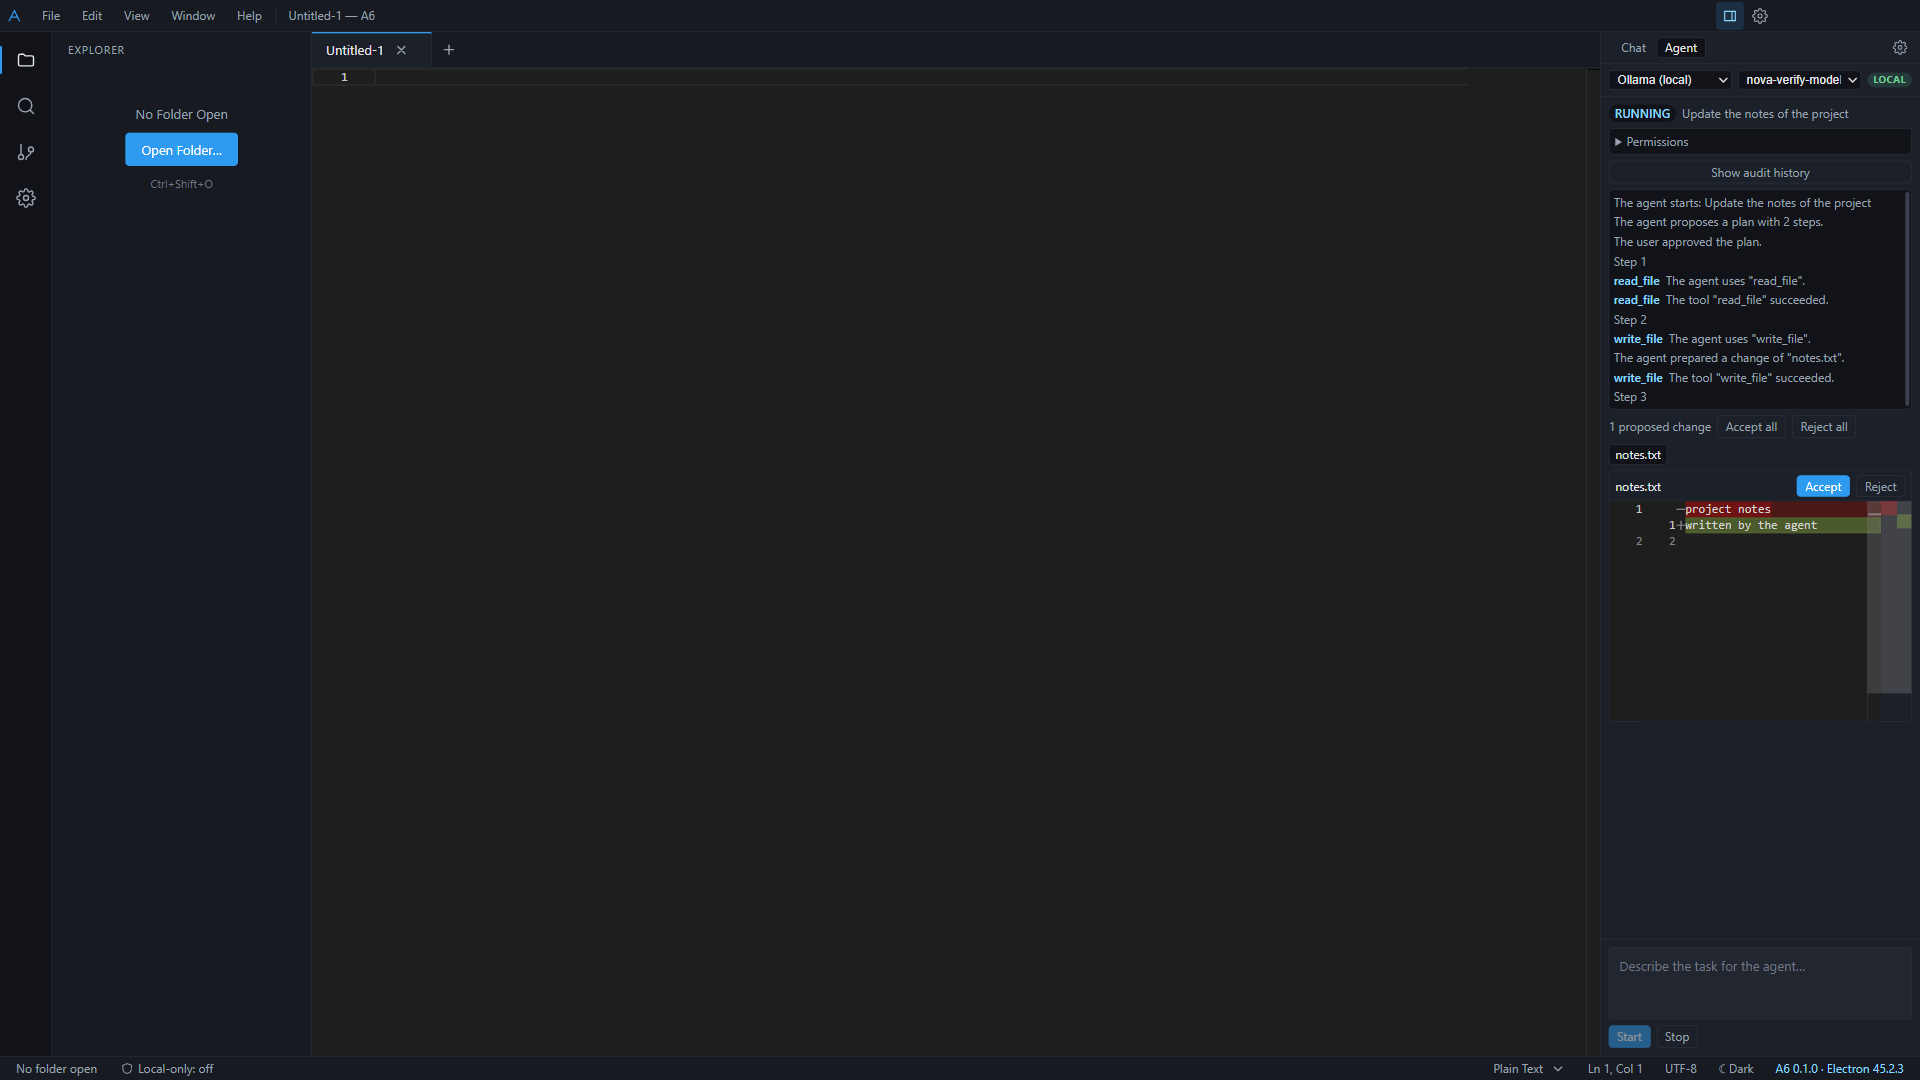 File Edit View Window Help Untitled-1 — A6
EXPLORER
No Folder Open
Open Folder...
Ctrl+Shift+O
Untitled-1
1
Chat Agent
Ollama (local) nova-verify-model LOCAL
RUNNING Update the notes of the project
Permissions
Show audit history
The agent starts: Update the notes of the project
The agent proposes a plan with 2 steps.
The user approved the plan.
Step 1
read_file The agent uses "read_file".
read_file The tool "read_file" succeeded.
Step 2
write_file The agent uses "write_file".
The agent prepared a change of "notes.txt".
write_file The tool "write_file" succeeded.
Step 3
1 proposed change Accept all Reject all
notes.txt
notes.txt Accept Reject
1 —project notes
1+written by the agent
2 2
Describe the task for the agent...
Start Stop
No folder open Local-only: off Plain Text Ln 1, Col 1 UTF-8 Dark A6 0.1.0 · Electron 45.2.3